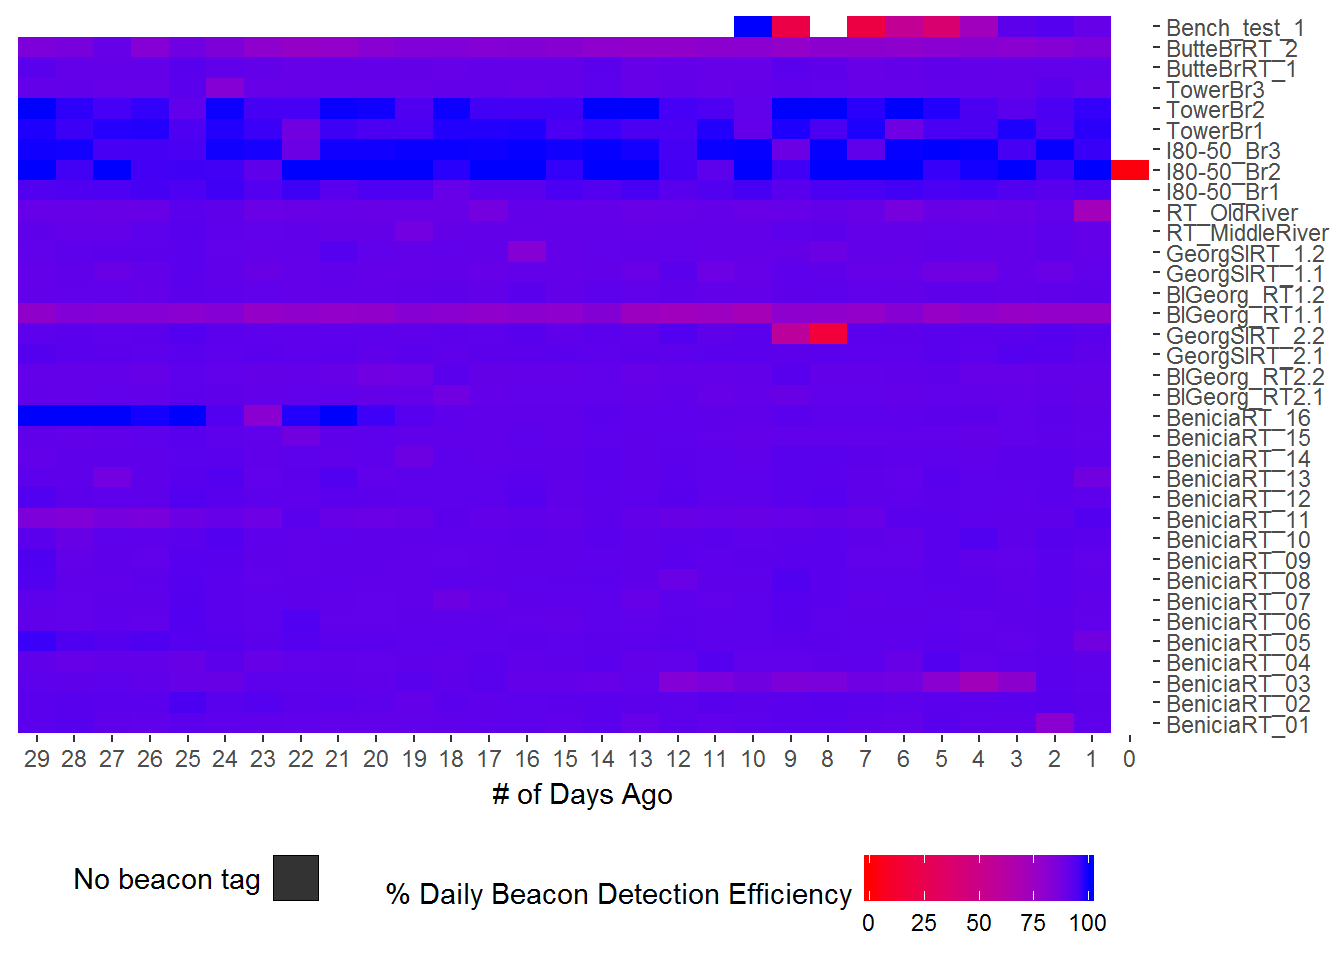 Bench_test_1
ButteBrRT_2
ButteBrRT_1
TowerBr3
TowerBr2
TowerBr1
I80-50_Br3
I80-50_Br2
I80-50_Br1
RT_OldRiver
RT_MiddleRiver
GeorgSlRT_1.2
GeorgSlRT_1.1
BlGeorg_RT1.2
BlGeorg_RT1.1
GeorgSlRT_2.2
GeorgSlRT_2.1
BlGeorg_RT2.2
BlGeorg_RT2.1
BeniciaRT_16
BeniciaRT_15
BeniciaRT_14
BeniciaRT_13
BeniciaRT_12
BeniciaRT_11
BeniciaRT_10
BeniciaRT_09
BeniciaRT_08
BeniciaRT_07
BeniciaRT_06
BeniciaRT_05
BeniciaRT_04
BeniciaRT_03
BeniciaRT_02
BeniciaRT_01
29 28 27 26 25 24 23 22 21 20 19 18 17 16 15 14 13 12 11 10 9 8 7 6 5 4 3 2 1 0
# of Days Ago
No beacon tag
% Daily Beacon Detection Efficiency
0 25 50 75 100